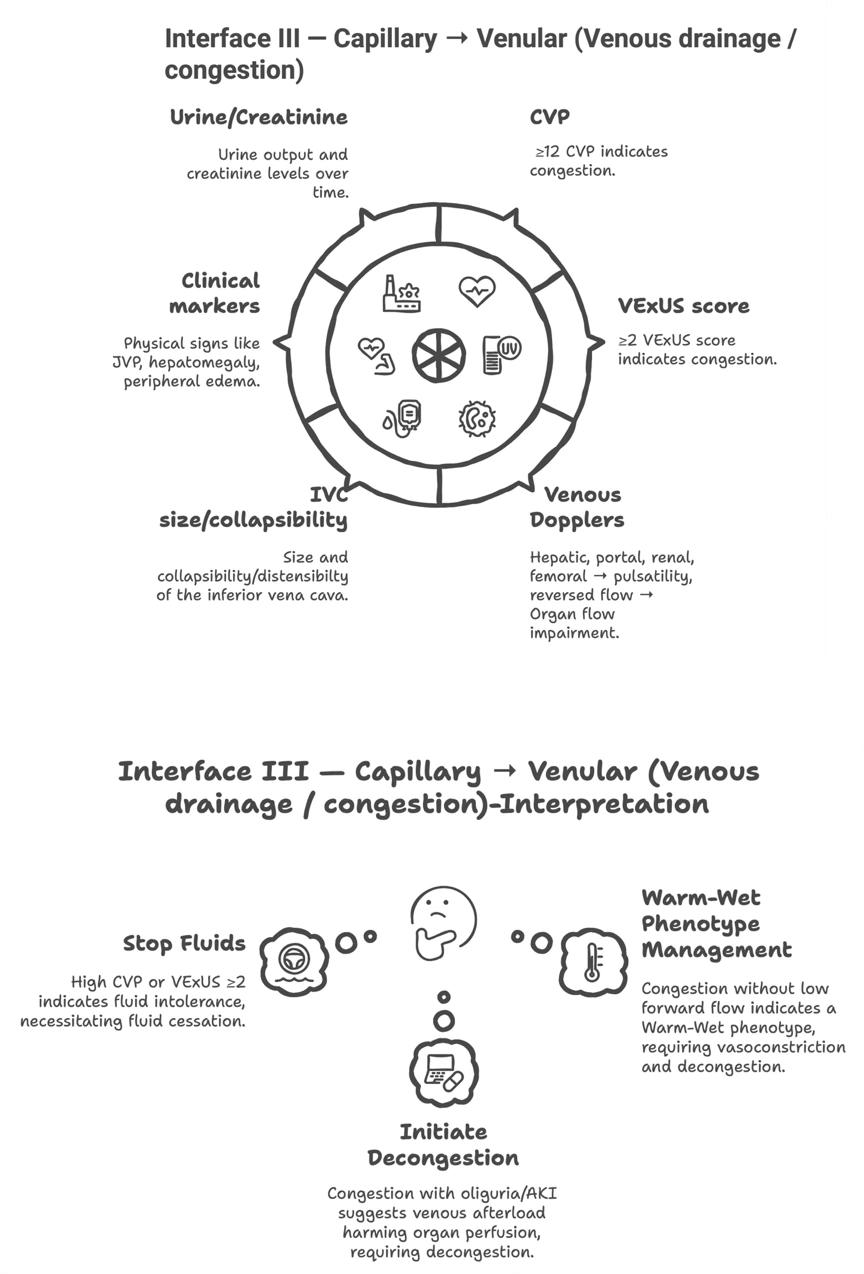 Interface III – Capillary → Venular (Venous drainage /
congestion)
Urine/Creatinine
Urine output and
creatinine levels over
time.
CVP
≥12 CVP indicates
congestion.
Clinical
markers
Physical signs like
JVP, hepatomegaly,
peripheral edema.
VExUS score
≥2 VExUS score
indicates congestion.
UV
IVC
size/collapsibility
Size and
collapsibility/distensibilty
of the inferior vena cava.
Venous
Dopplers
Hepatic, portal, renal,
femoral → pulsatility,
reversed flow →
Organ flow
impairment.
Interface III — Capillary → Venular (Venous
drainage / congestion)-Interpretation
Stop Fluids
High CVP or VExUS ≥2
indicates fluid intolerance,
necessitating fluid cessation.
Warm-Wet
Phenotype
Management
Congestion without low
forward flow indicates a
Warm-Wet phenotype,
requiring vasoconstriction
and decongestion.
Initiate
Decongestion
Congestion with oliguria/AKI
suggests venous afterload
harming organ perfusion,
requiring decongestion.